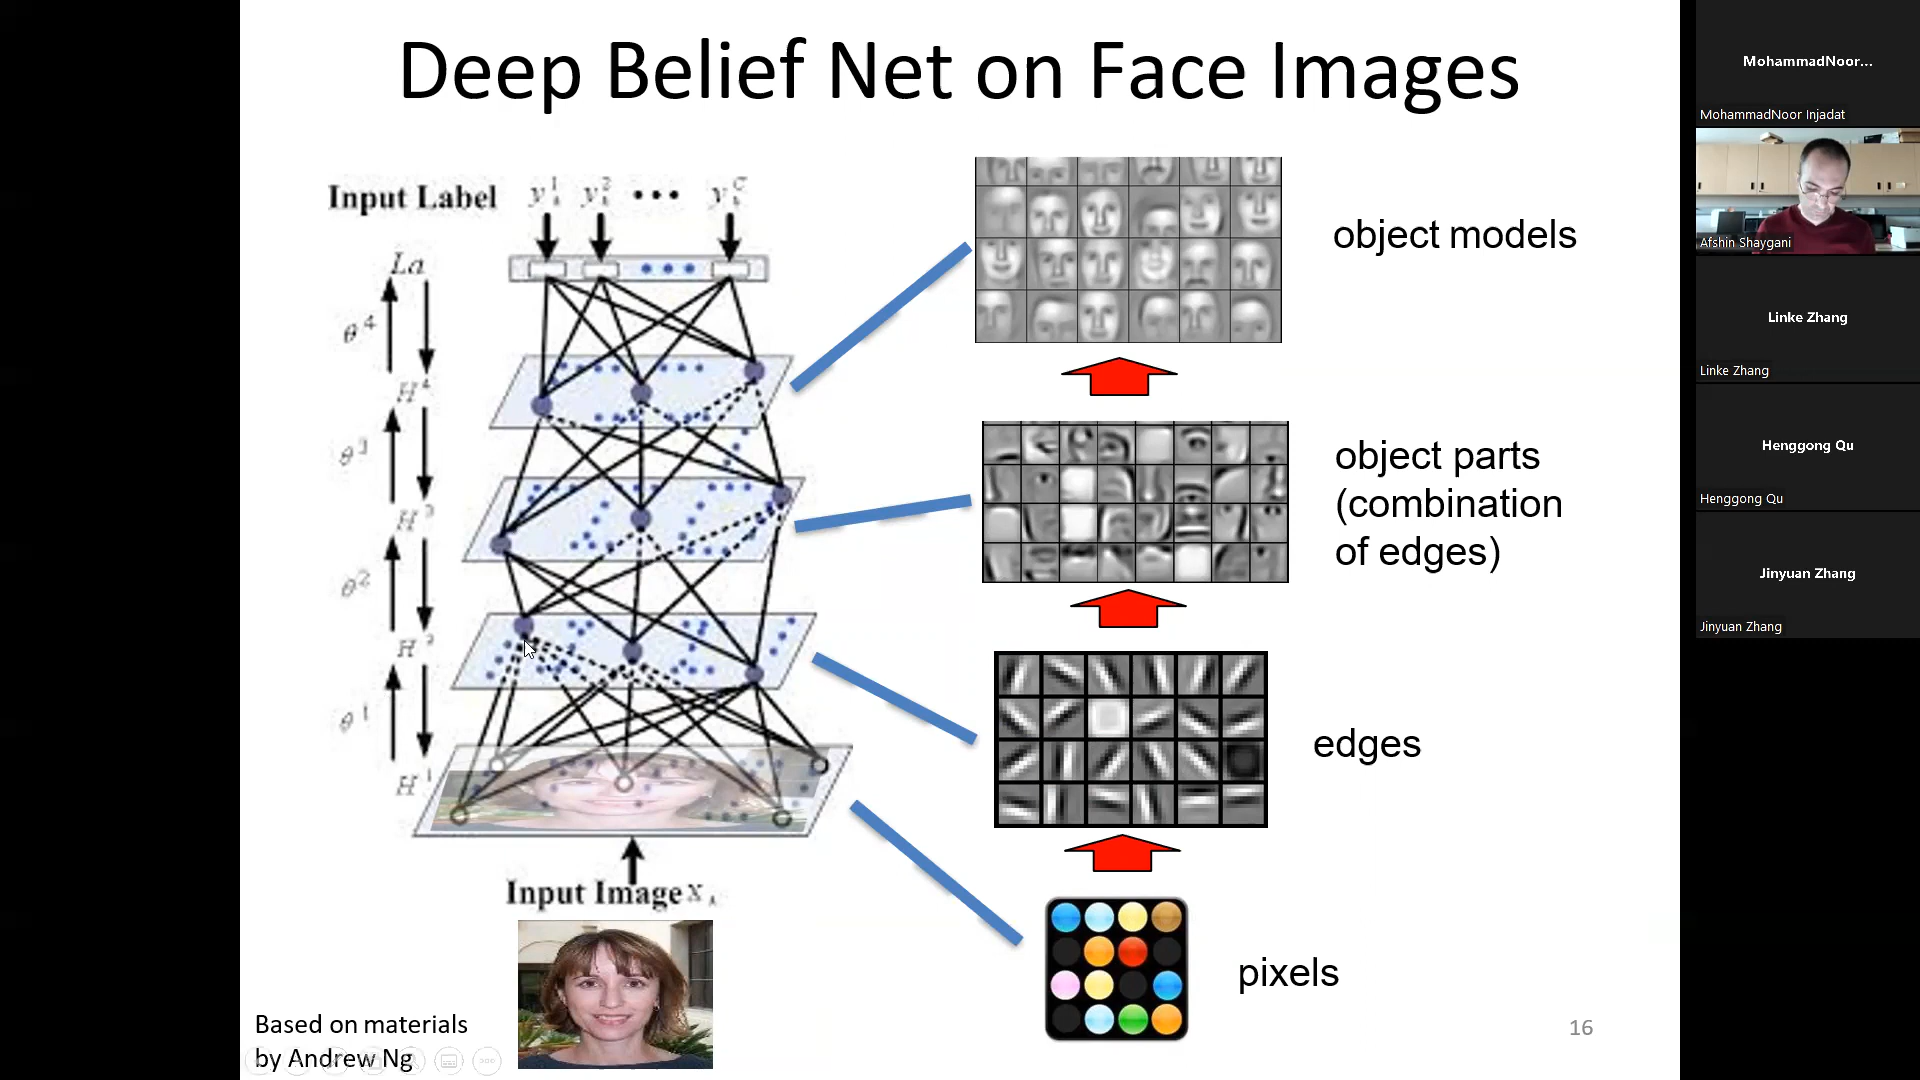 Deep Belief Net on Face Images
Input Label
object models
object parts
(combination
of edges)
edges
pixels
Input Image
Based on materials
by Andrew Ng
16
MohammadNoor...
MohammadNoor Injadat
Afshin Shaygani
Linke Zhang
Linke Zhang
Henggong Qu
Henggong Qu
Jinyuan Zhang
Jinyuan Zhang